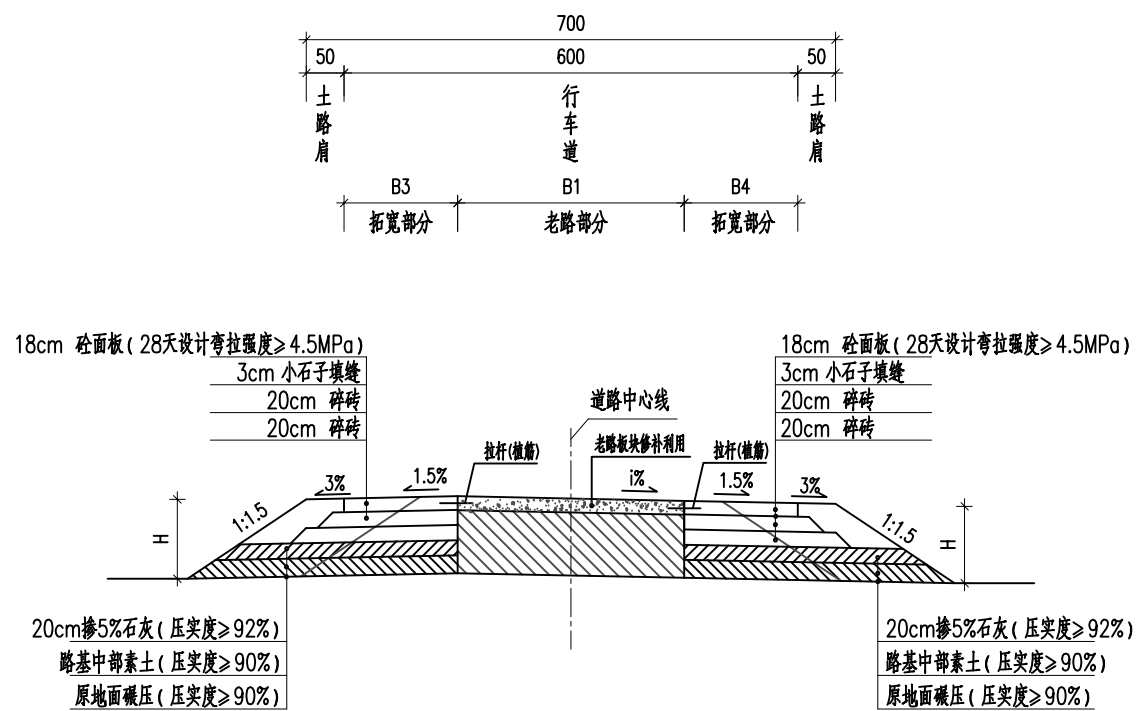 700
50 600 50
土路肩 行车道 土路肩
B3 B1 B4
拓宽部分 老路部分 拓宽部分
18cm 砼面板(28天设计弯拉强度≥4.5MPa)
3cm 小石子填缝
20cm 碎砖
20cm 碎砖
18cm 砼面板(28天设计弯拉强度≥4.5MPa)
3cm 小石子填缝
20cm 碎砖
20cm 碎砖
道路中心线
拉杆(植筋) 老路板块修补利用 拉杆(植筋)
3% 1.5% i% 1.5% 3%
1:1.5 1:1.5
H H
20cm掺5%石灰(压实度≥92%)
路基中部素土(压实度≥90%)
原地面碾压(压实度≥90%)
20cm掺5%石灰(压实度≥92%)
路基中部素土(压实度≥90%)
原地面碾压(压实度≥90%)